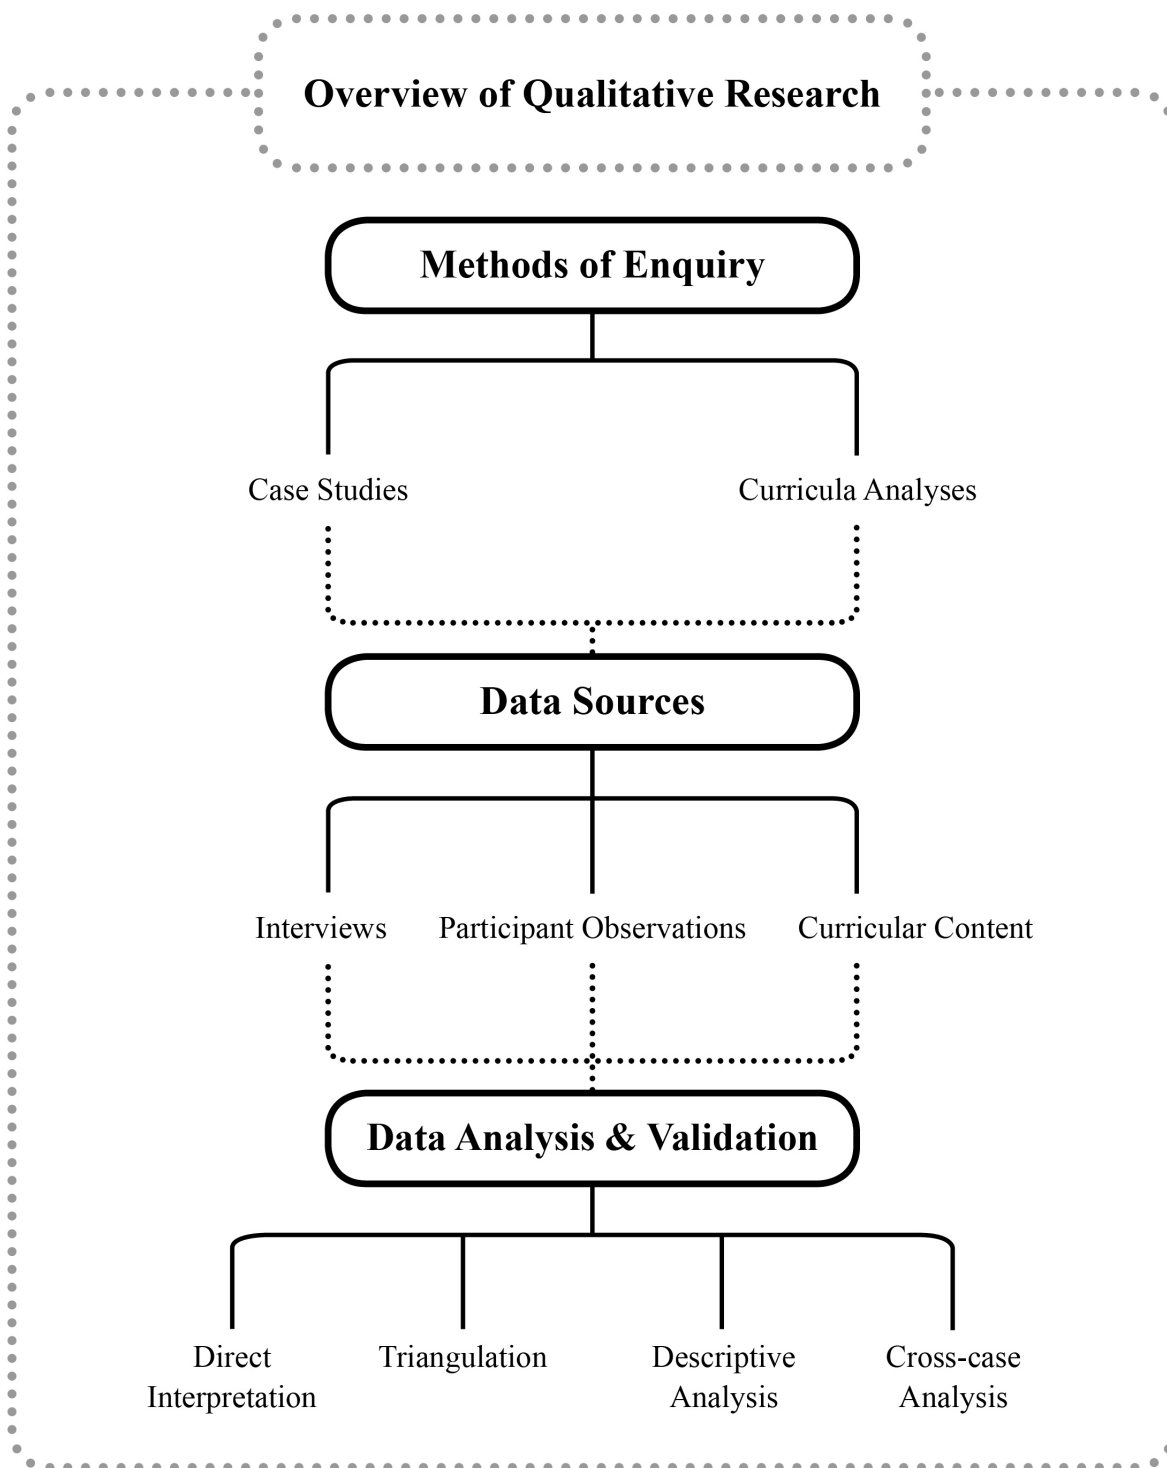 Overview of Qualitative Research
Methods of Enquiry
Case Studies
Curricula Analyses
Data Sources
Interviews
Participant Observations
Curricular Content
Data Analysis & Validation
Direct
Interpretation
Triangulation
Descriptive
Analysis
Cross-case
Analysis